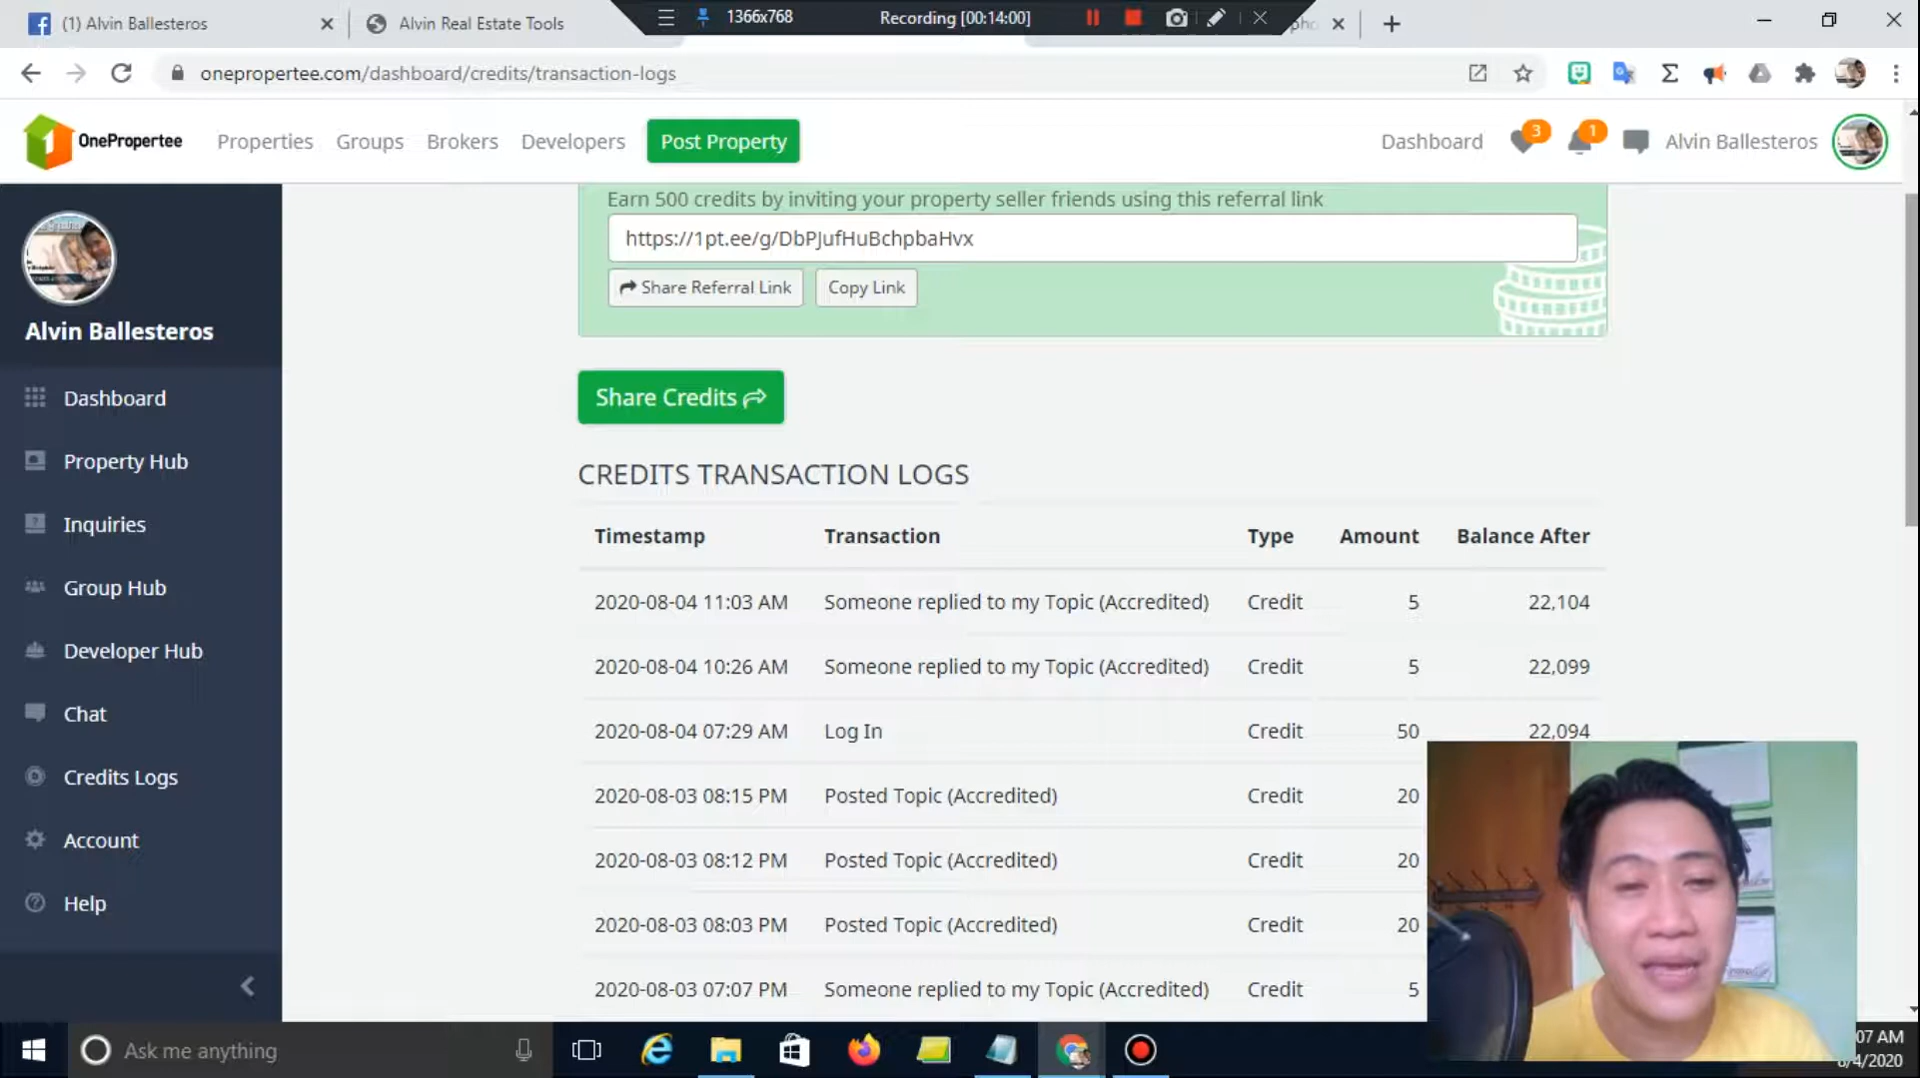 (1) Alvin Ballesteros
Alvin Real Estate Tools
1366x768
Recording [00:14:00]
onepropertee.com/dashboard/credits/transaction-logs
1 OnePropertee
Properties
Groups
Brokers
Developers
Post Property
Dashboard
3
1
Alvin Ballesteros
Alvin Ballesteros
Dashboard
Property Hub
Inquiries
Group Hub
Developer Hub
Chat
Credits Logs
Account
Help
Earn 500 credits by inviting your property seller friends using this referral link
https://1pt.ee/g/DbPJufHuBchpbaHvx
Share Referral Link
Copy Link
Share Credits
CREDITS TRANSACTION LOGS
Timestamp Transaction Type Amount Balance After
2020-08-04 11:03 AM Someone replied to my Topic (Accredited) Credit 5 22,104
2020-08-04 10:26 AM Someone replied to my Topic (Accredited) Credit 5 22,099
2020-08-04 07:29 AM Log In Credit 50 22,094
2020-08-03 08:15 PM Posted Topic (Accredited) Credit 20
2020-08-03 08:12 PM Posted Topic (Accredited) Credit 20
2020-08-03 08:03 PM Posted Topic (Accredited) Credit 20
2020-08-03 07:07 PM Someone replied to my Topic (Accredited) Credit 5
Ask me anything
07 AM
/4/2020